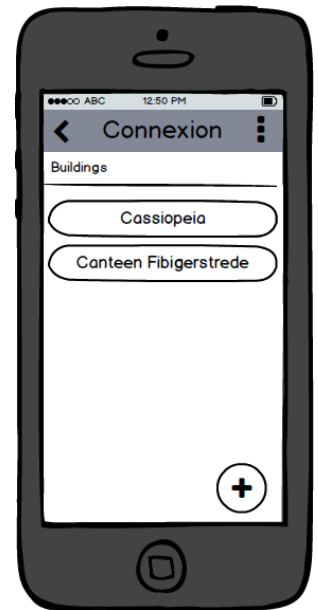 ABC 12:50 PM
Connexion
Buildings
Cassiopeia
Canteen Fibigerstrede